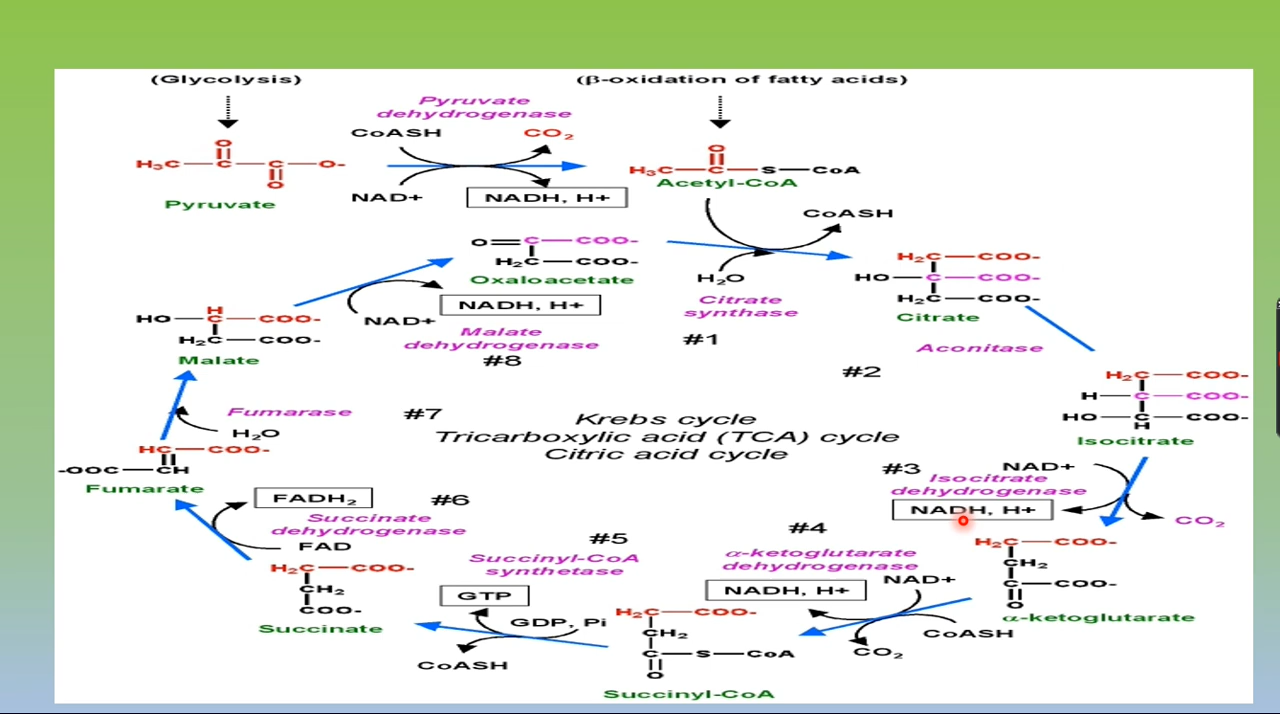 (Glycolysis)
(β-oxidation of fatty acids)
Pyruvate
dehydrogenase
CoASH
CO₂
H₃C—C—C—O-
O
O
Pyruvate
NAD+
NADH, H+
O
H₃C—C—S—CoA
Acetyl-CoA
CoASH
O=C—COO-
H₂C—COO-
Oxaloacetate
H₂O
Citrate
synthase
#1
H₂C—COO-
HO—C—COO-
H₂C—COO-
Citrate
NADH, H+
NAD+
Malate
dehydrogenase
#8
H
HO—C—COO-
H₂C—COO-
Malate
Aconitase
#2
H₂C—COO-
H—C—COO-
HO—C—COO-
H
Isocitrate
Fumarase
#7
H₂O
HC—COO-
-OOC—CH
Fumarate
Krebs cycle
Tricarboxylic acid (TCA) cycle
Citric acid cycle
#3
NAD+
Isocitrate
dehydrogenase
NADH, H+
CO₂
FADH₂
#6
Succinate
dehydrogenase
FAD
H₂C—COO-
CH₂
COO-
Succinate
#5
Succinyl-CoA
synthetase
GTP
GDP, Pi
CoASH
#4
α-ketoglutarate
dehydrogenase
NADH, H+
NAD+
CoASH
CO₂
H₂C—COO-
CH₂
C—COO-
O
α-ketoglutarate
H₂C—COO-
CH₂
C—S—CoA
O
Succinyl-CoA